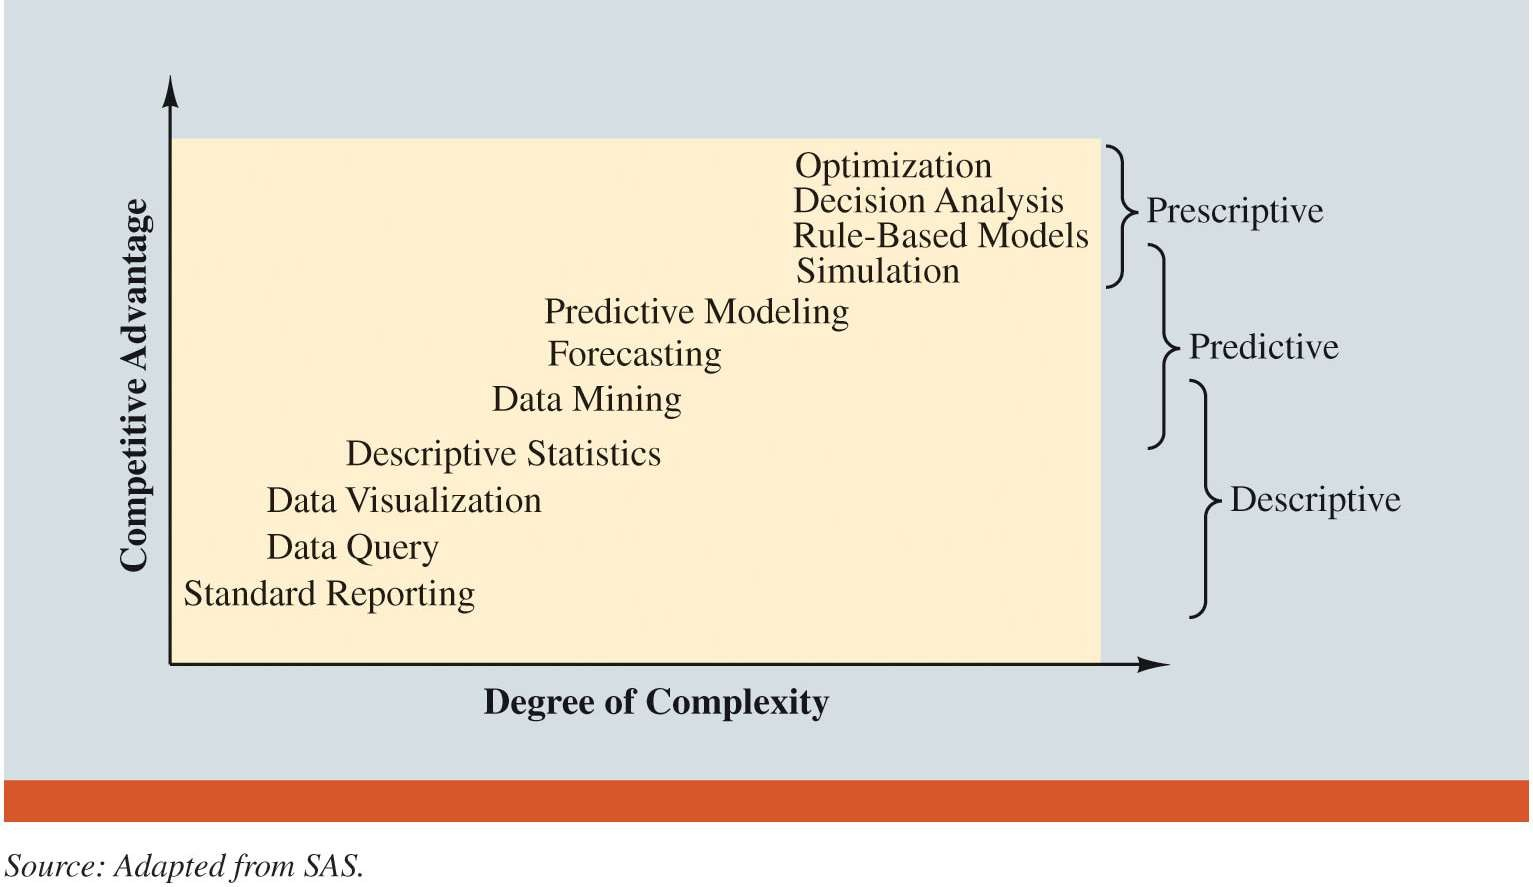 Competitive Advantage
Optimization
Decision Analysis
Rule-Based Models
Simulation
Predictive Modeling
Forecasting
Data Mining
Descriptive Statistics
Data Visualization
Data Query
Standard Reporting
Prescriptive
Predictive
Descriptive
Degree of Complexity
Source: Adapted from SAS.